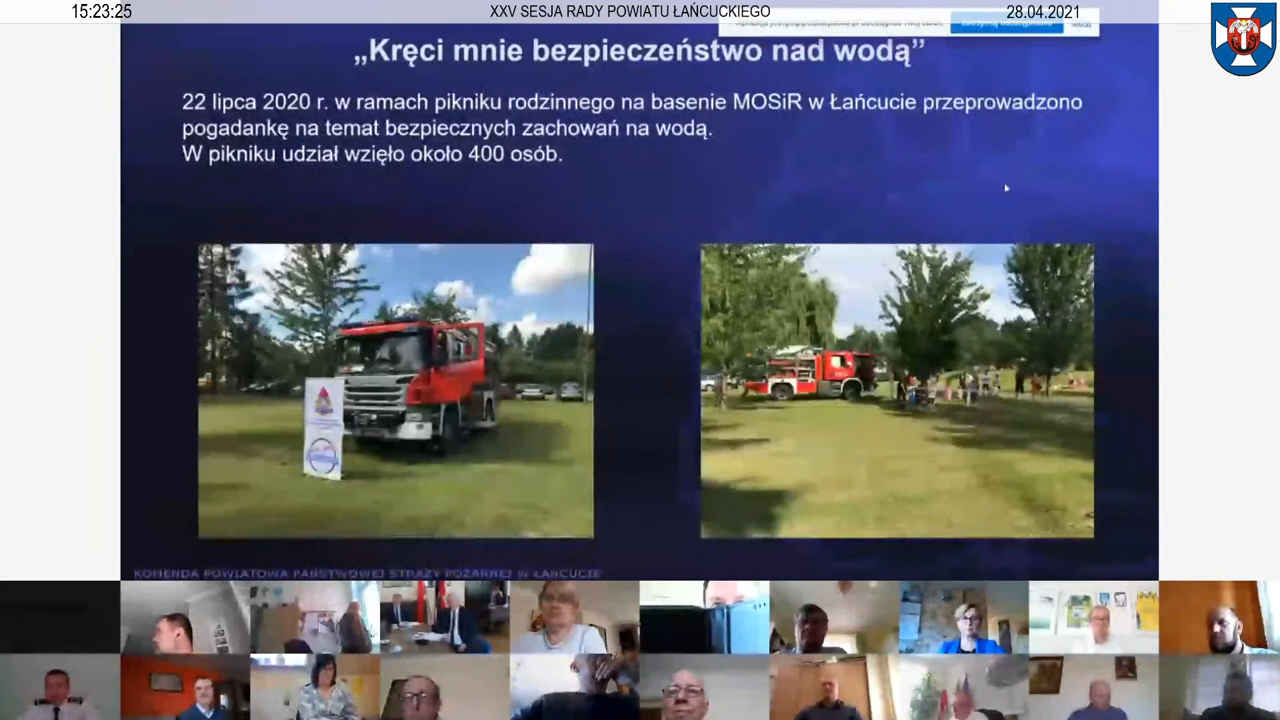 15:23:25
XXV SESJA RADY POWIATU ŁAŃCUCKIEGO
28.04.2021
„Kręci mnie bezpieczeństwo nad wodą”
22 lipca 2020 r. w ramach pikniku rodzinnego na basenie MOSiR w Łańcucie przeprowadzono
pogadankę na temat bezpiecznych zachowań na wodą.
W pikniku udział wzięło około 400 osób.
KOMENDA POWIATOWA PAŃSTWOWEJ STRAŻY POŻARNEJ W ŁAŃCUCIE